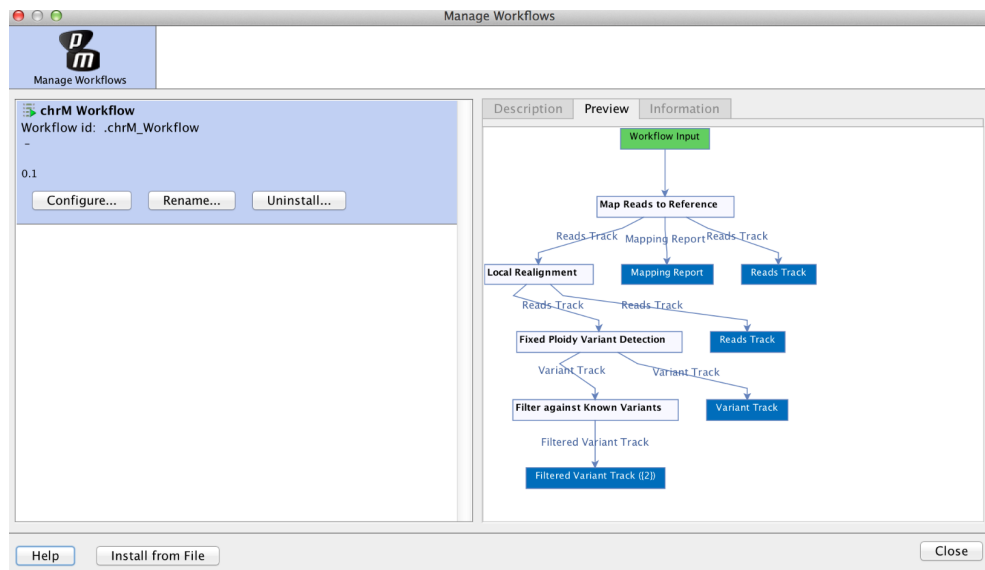 Manage Workflows
Manage Workflows
chrM Workflow
Workflow id: .chrM_Workflow
-
0.1
Configure...
Rename...
Uninstall...
Description
Preview
Information
Workflow Input
Map Reads to Reference
Reads Track
Mapping Report
Reads Track
Local Realignment
Mapping Report
Reads Track
Reads Track
Reads Track
Fixed Ploidy Variant Detection
Reads Track
Variant Track
Variant Track
Filter against Known Variants
Variant Track
Filtered Variant Track
Filtered Variant Track ([2])
Help
Install from File
Close